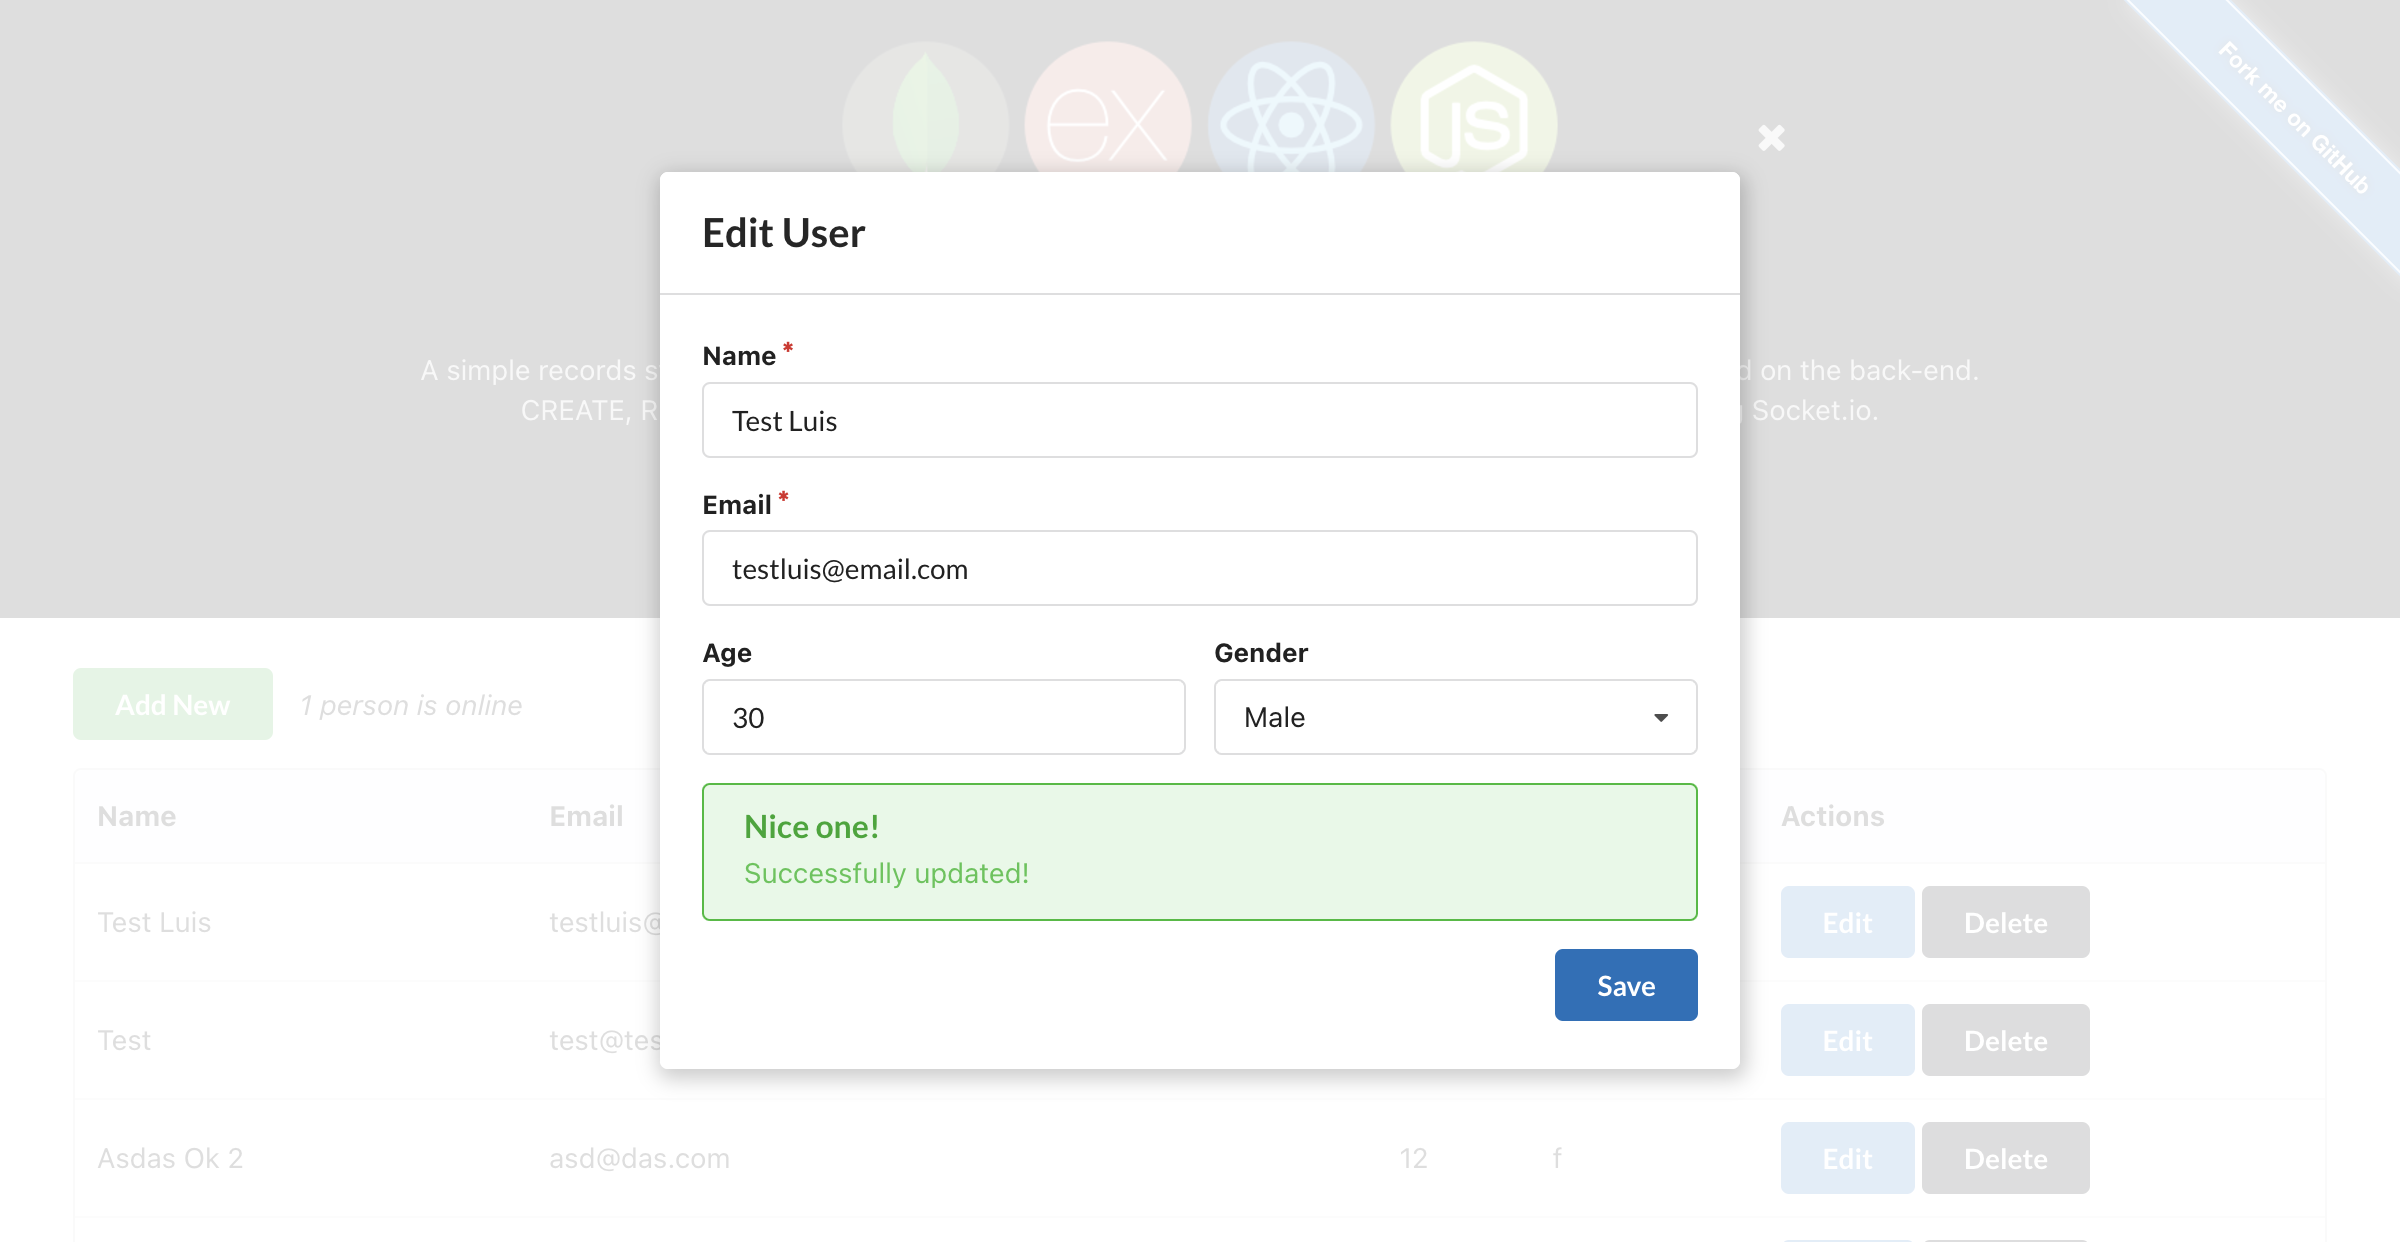 ex
JS
Fork me on GitHub
Edit User
A simple records
on the back-end.
CREATE,
Socket.io.
Name *
Test Luis
Email *
testluis@email.com
Age
Gender
30
Male
Nice one!
Successfully updated!
Save
Add New
1 person is online
Name
Email
Actions
Test Luis
testluis@
Edit
Delete
Test
test@tes
Edit
Delete
Asdas Ok 2
asd@das.com
12
f
Edit
Delete